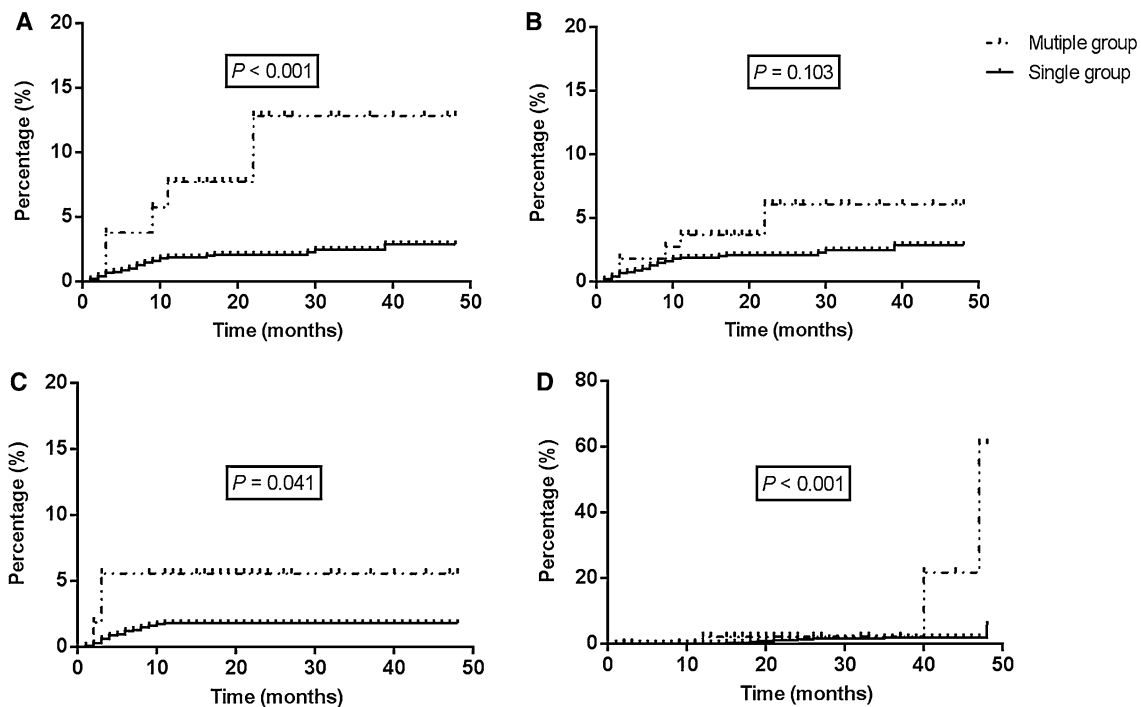 A
B
20
15
10
5
0
Percentage (%)
P < 0.001
0 10 20 30 40 50
Time (months)
20
15
10
5
0
Percentage (%)
P = 0.103
0 10 20 30 40 50
Time (months)
Mutiple group
Single group
C
D
20
15
10
5
0
Percentage (%)
P = 0.041
0 10 20 30 40 50
Time (months)
80
60
40
20
0
Percentage (%)
P < 0.001
0 10 20 30 40 50
Time (months)